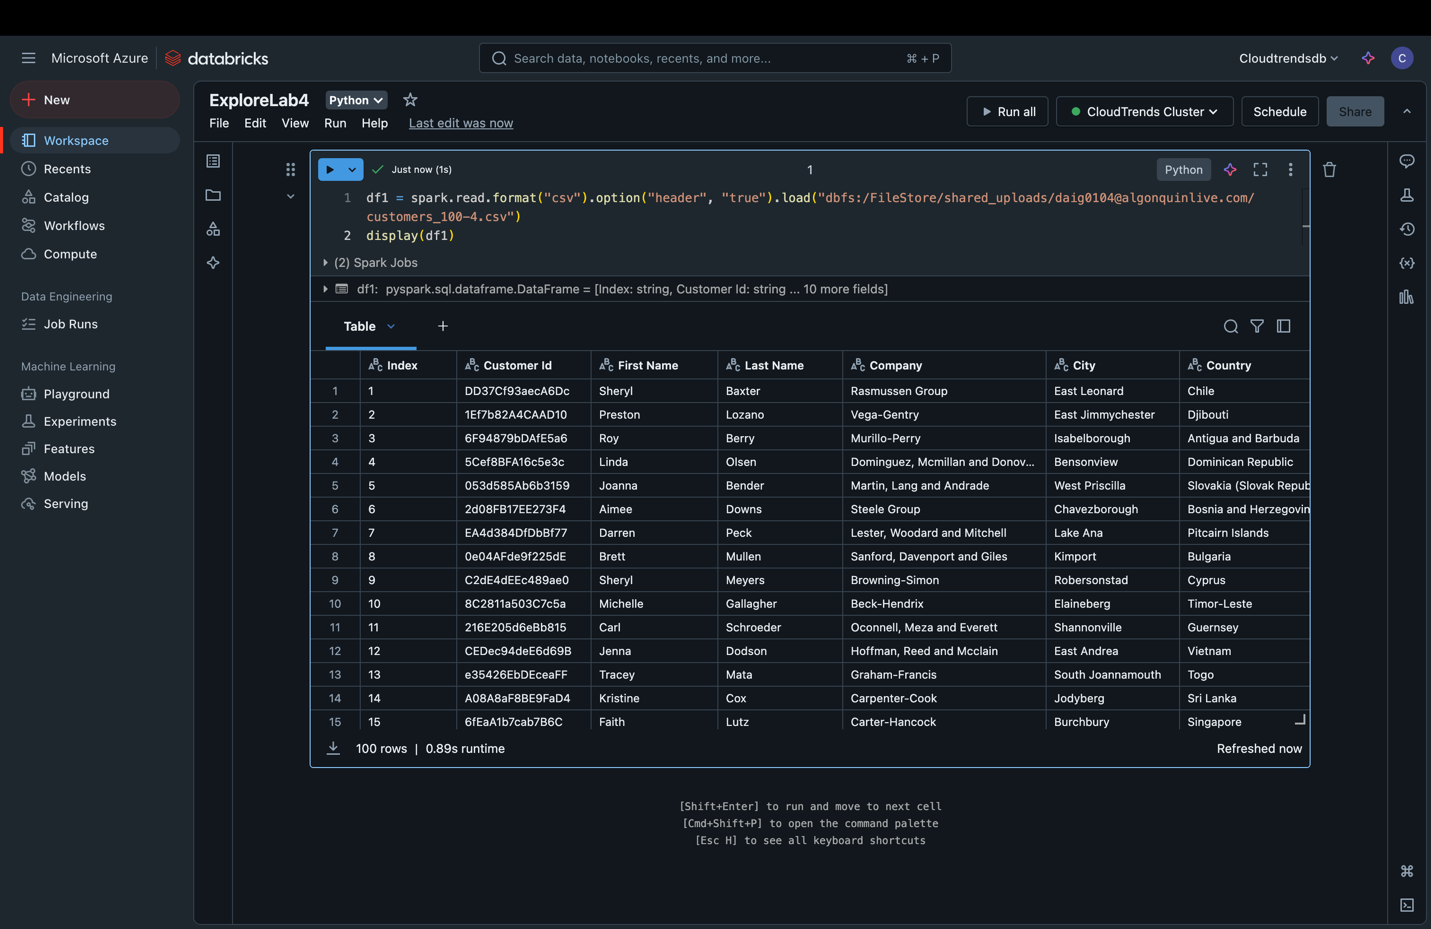 Microsoft Azure databricks
Search data, notebooks, recents, and more... ⌘ + P
Cloudtrendsdb C
New
Workspace
Recents
Catalog
Workflows
Compute
Data Engineering
Job Runs
Machine Learning
Playground
Experiments
Features
Models
Serving
ExploreLab4 Python
File Edit View Run Help Last edit was now
Run all CloudTrends Cluster Schedule Share
Just now (1s) 1 Python
1 df1 = spark.read.format("csv").option("header", "true").load("dbfs:/FileStore/shared_uploads/daig0104@algonquinlive.com/
customers_100-4.csv")
2 display(df1)
(2) Spark Jobs
df1: pyspark.sql.dataframe.DataFrame = [Index: string, Customer Id: string ... 10 more fields]
Table +
Index Customer Id First Name Last Name Company City Country
1 1 DD37Cf93aecA6Dc Sheryl Baxter Rasmussen Group East Leonard Chile
2 2 1Ef7b82A4CAAD10 Preston Lozano Vega-Gentry East Jimmychester Djibouti
3 3 6F94879bDAfE5a6 Roy Berry Murillo-Perry Isabelborough Antigua and Barbuda
4 4 5Cef8BFA16c5e3c Linda Olsen Dominguez, Mcmillan and Donov... Bensonview Dominican Republic
5 5 053d585Ab6b3159 Joanna Bender Martin, Lang and Andrade West Priscilla Slovakia (Slovak Repub
6 6 2d08FB17EE273F4 Aimee Downs Steele Group Chavezborough Bosnia and Herzegovin
7 7 EA4d384DfDbBf77 Darren Peck Lester, Woodard and Mitchell Lake Ana Pitcairn Islands
8 8 0e04AFde9f225dE Brett Mullen Sanford, Davenport and Giles Kimport Bulgaria
9 9 C2dE4dEEc489ae0 Sheryl Meyers Browning-Simon Robersonstad Cyprus
10 10 8C2811a503C7c5a Michelle Gallagher Beck-Hendrix Elaineberg Timor-Leste
11 11 216E205d6eBb815 Carl Schroeder Oconnell, Meza and Everett Shannonville Guernsey
12 12 CEDec94deE6d69B Jenna Dodson Hoffman, Reed and Mcclain East Andrea Vietnam
13 13 e35426EbDEceaFF Tracey Mata Graham-Francis South Joannamouth Togo
14 14 A08A8aF8BE9FaD4 Kristine Cox Carpenter-Cook Jodyberg Sri Lanka
15 15 6fEaA1b7cab7B6C Faith Lutz Carter-Hancock Burchbury Singapore
100 rows | 0.89s runtime Refreshed now
[Shift+Enter] to run and move to next cell
[Cmd+Shift+P] to open the command palette
[Esc H] to see all keyboard shortcuts